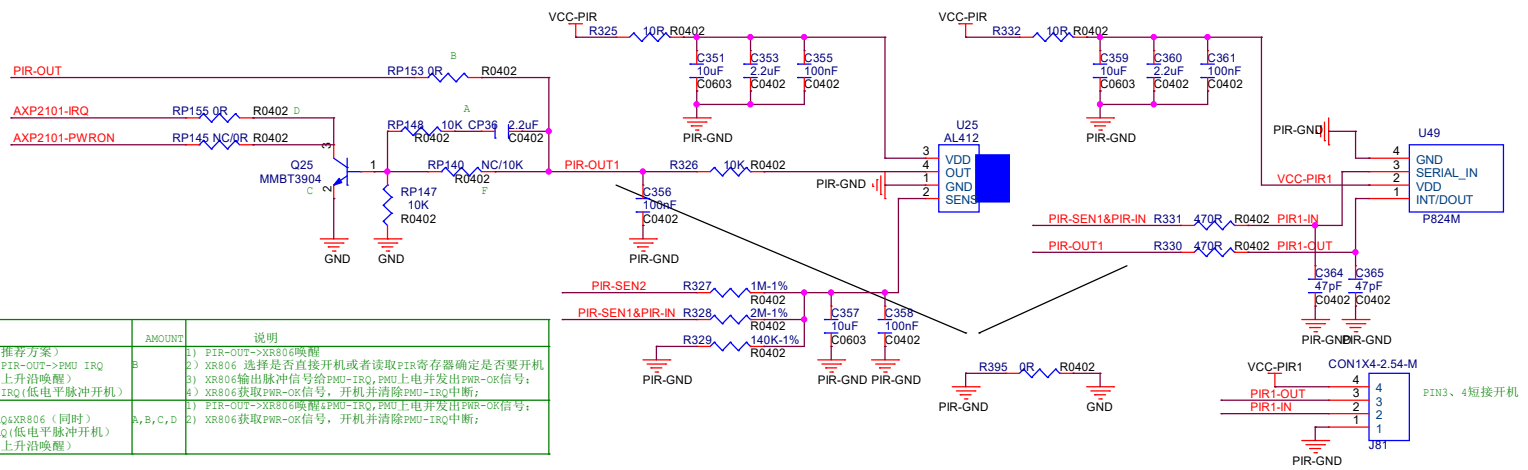 VCC-PIR
R325 10R R0402
C351
10uF
C0603
C353
2.2uF
C0402
C355
100nF
C0402
PIR-GND
VCC-PIR
R332 10R R0402
C359
10uF
C0603
C360
2.2uF
C0402
C361
100nF
C0402
PIR-GND
B
PIR-OUT
RP153 0R R0402
AXP2101-IRQ
RP155 0R R0402 D
AXP2101-PWRON
RP145 NC/0R R0402
A
RP148 10K CP36 2.2uF
R0402 C0402
RP140 NC/10K
R0402
F
Q25
MMBT3904
C
3
1
2
RP147
10K
R0402
GND
GND
PIR-OUT1
R326 10K R0402
C356
100nF
C0402
PIR-GND
U25
AL412
3 VDD
4 OUT
1 GND
2 SENS
PIR-GND
PIR-GND
U49
4 GND
3 SERIAL_IN
2 VDD
1 INT/DOUT
P824M
VCC-PIR1
PIR-SEN1&PIR-IN R331 470R R0402 PIR1-IN
PIR-OUT1 R330 470R R0402 PIR1-OUT
C364
47pF
C0402
C365
47pF
C0402
PIR-GND
PIR-GND
PIR-SEN2 R327 1M-1%
R0402
PIR-SEN1&PIR-IN R328 2M-1%
R0402
R329 140K-1%
R0402
PIR-GND
C357
10uF
C0603
C358
100nF
C0402
PIR-GND
PIR-GND
R395 0R R0402
PIR-GND
GND
CON1X4-2.54-M
VCC-PIR1
PIR1-OUT
PIR1-IN
4 4
3 3
2 2
1 1
J81
PIR-GND
PIN3、4短接开机
AMOUNT 说明
推荐方案）
PIR-OUT->PMU IRQ
上升沿唤醒）
IRQ(低电平脉冲开机）
B
1) PIR-OUT->XR806唤醒
2) XR806 选择是否直接开机或者读取PIR寄存器确定是否要开机
3) XR806输出脉冲信号给PMU-IRQ,PMU上电并发出PWR-OK信号;
4) XR806获取PWR-OK信号，开机并清除PMU-IRQ中断;
Q&XR806（同时）
Q(低电平脉冲开机）
上升沿唤醒）
A,B,C,D
1) PIR-OUT->XR806唤醒&PMU-IRQ,PMU上电并发出PWR-OK信号;
2) XR806获取PWR-OK信号，开机并清除PMU-IRQ中断;